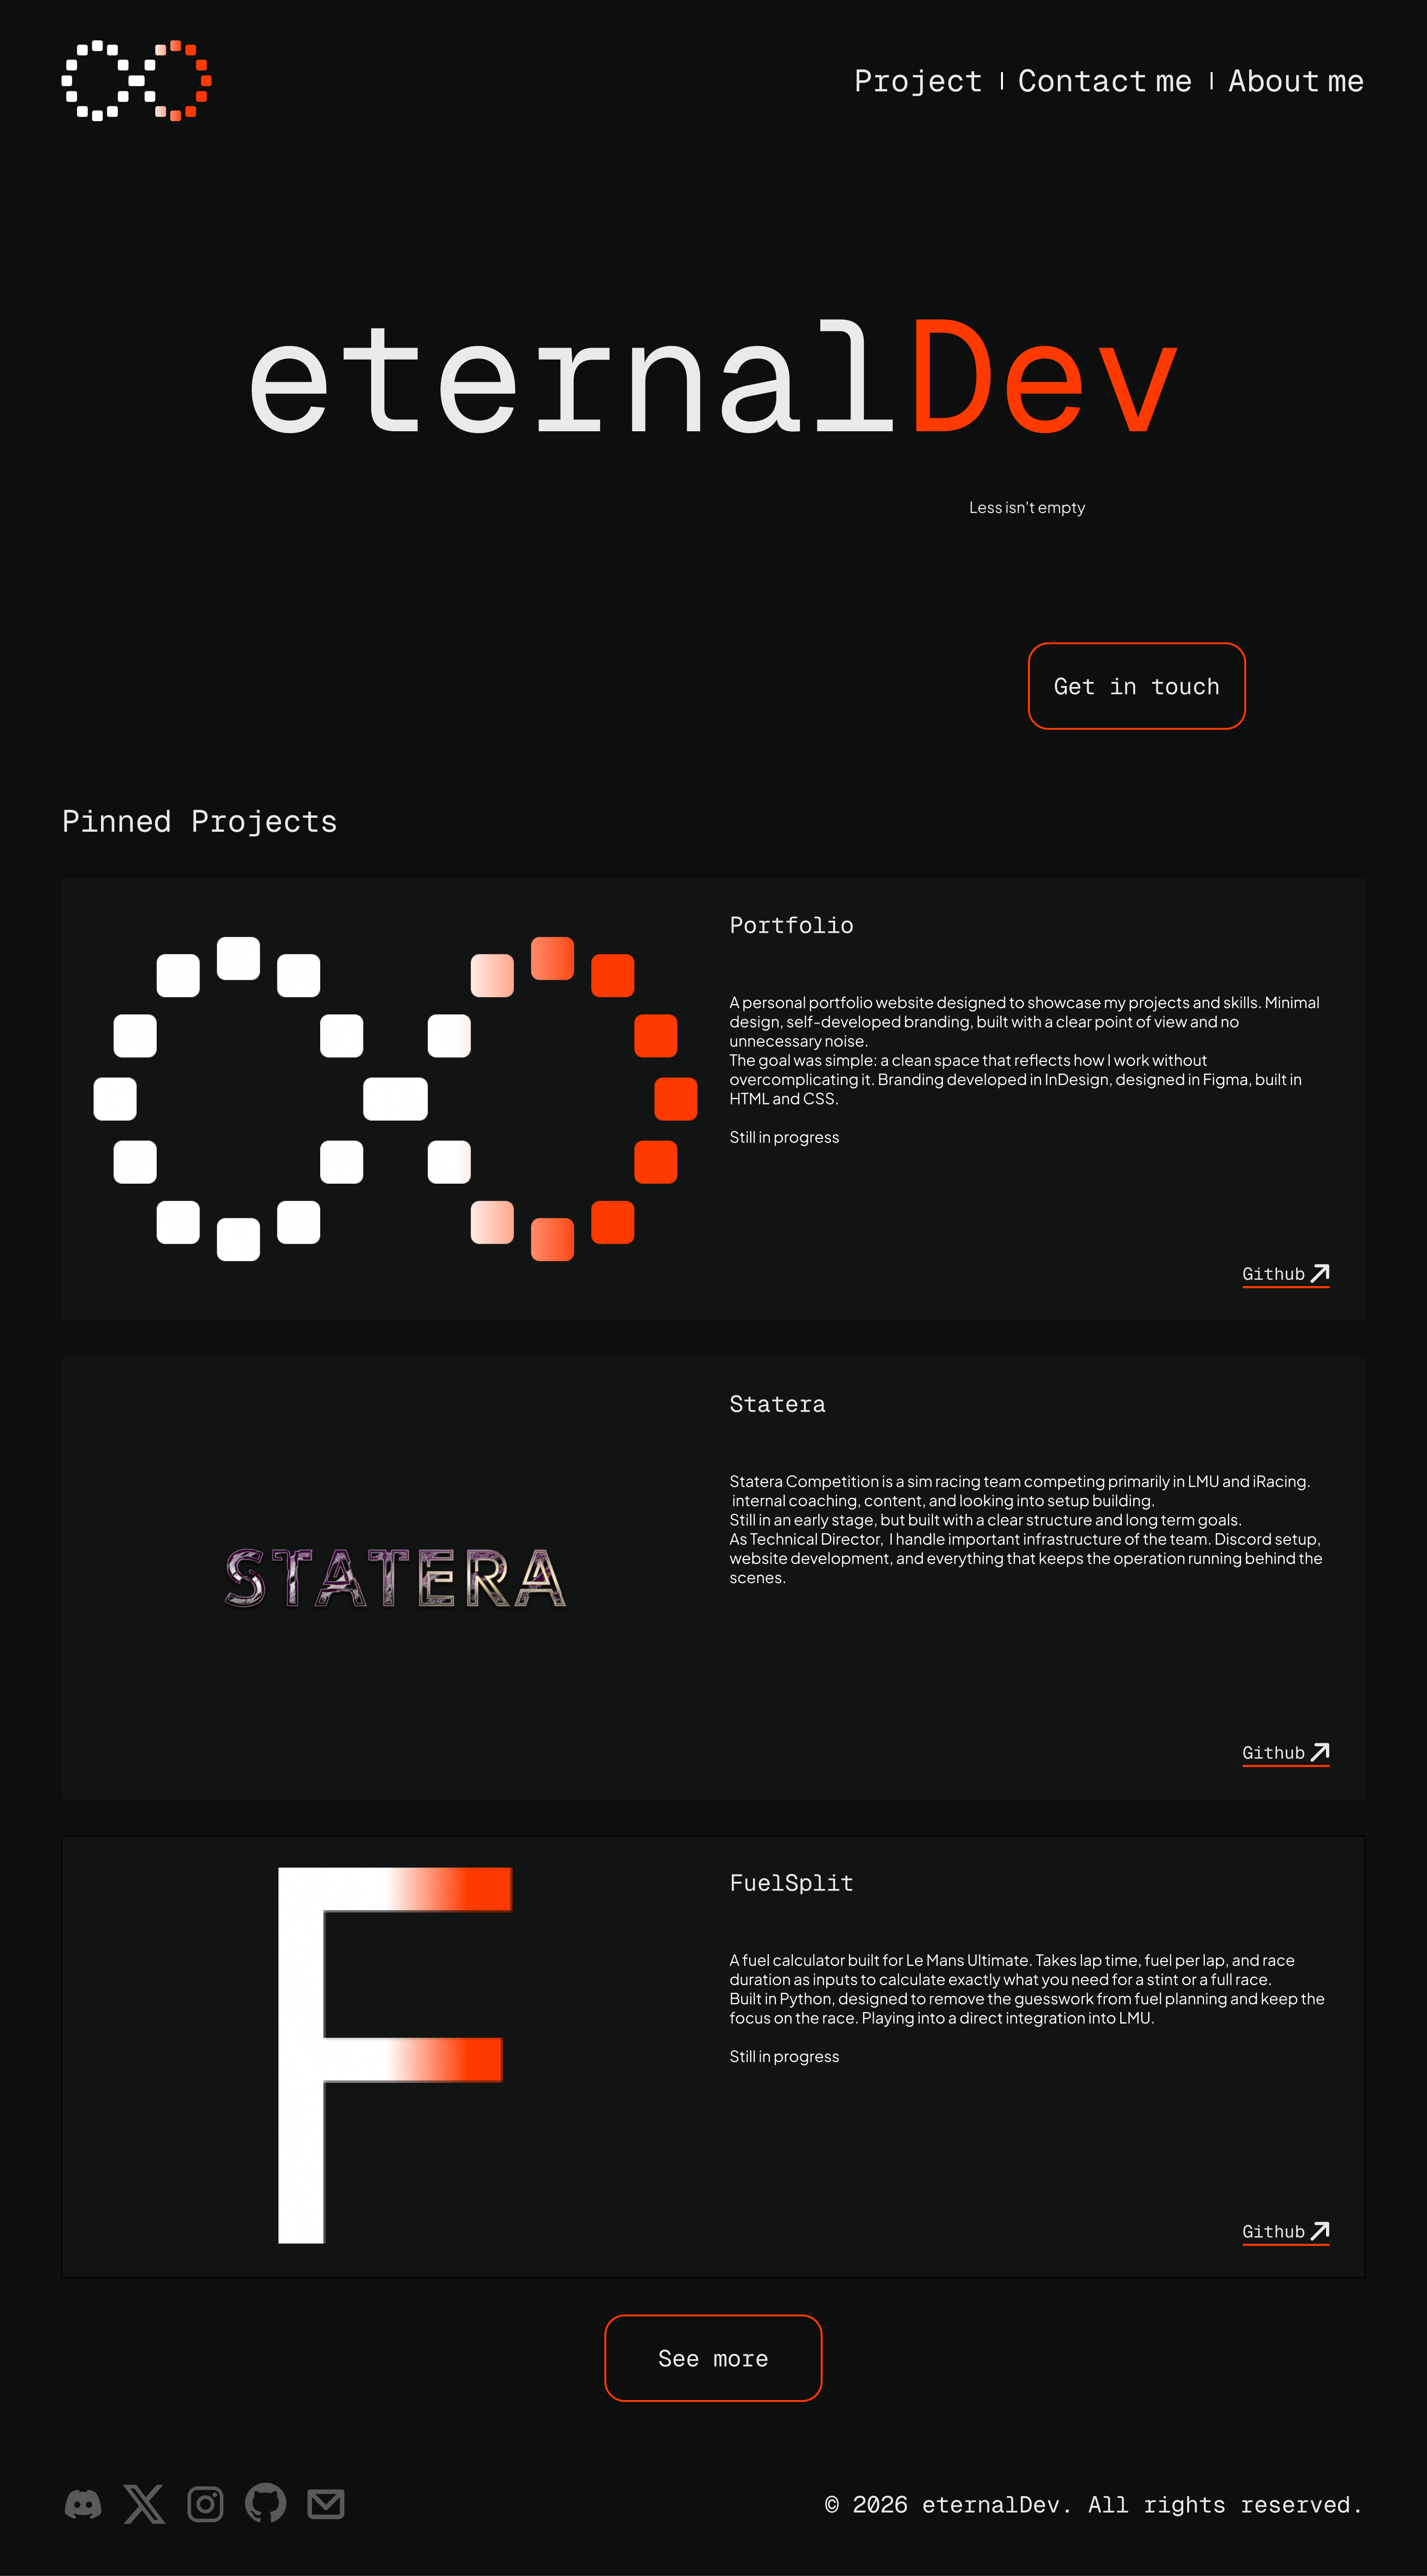 Project | Contact me | About me
eternalDev
Less isn't empty
Get in touch
Pinned Projects
Portfolio
A personal portfolio website designed to showcase my projects and skills. Minimal
design, self-developed branding, built with a clear point of view and no
unnecessary noise.
The goal was simple: a clean space that reflects how I work without
overcomplicating it. Branding developed in InDesign, designed in Figma, built in
HTML and CSS.
Still in progress
Github
STATERA
Statera
Statera Competition is a sim racing team competing primarily in LMU and iRacing.
internal coaching, content, and looking into setup building.
Still in an early stage, but built with a clear structure and long term goals.
As Technical Director, I handle important infrastructure of the team. Discord setup,
website development, and everything that keeps the operation running behind the
scenes.
Github
F
FuelSplit
A fuel calculator built for Le Mans Ultimate. Takes lap time, fuel per lap, and race
duration as inputs to calculate exactly what you need for a stint or a full race.
Built in Python, designed to remove the guesswork from fuel planning and keep the
focus on the race. Playing into a direct integration into LMU.
Still in progress
Github
See more
© 2026 eternalDev. All rights reserved.